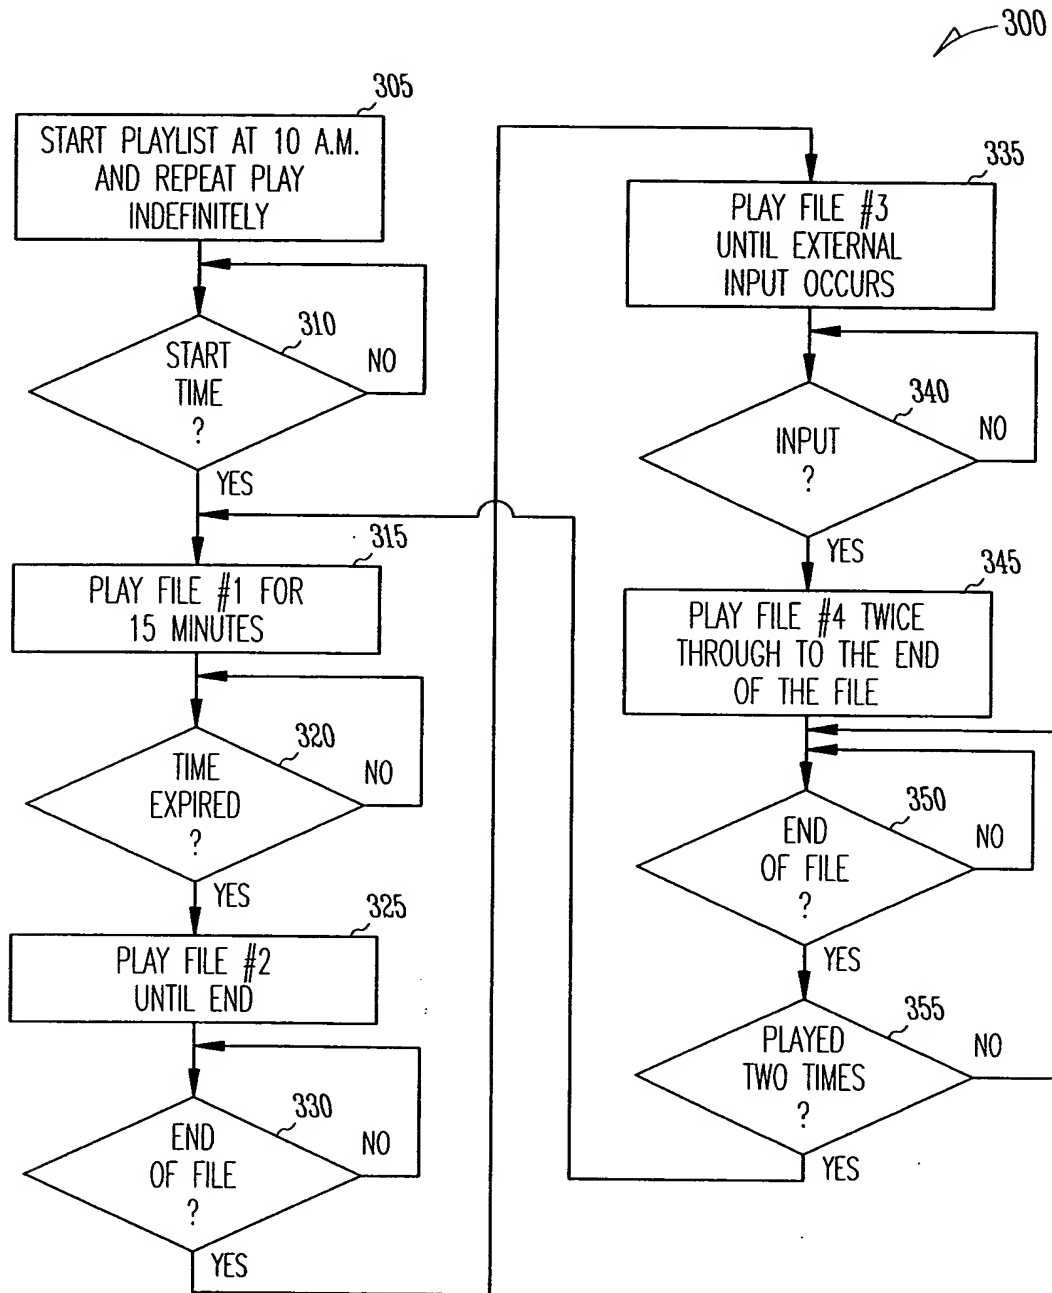 300
305
START PLAYLIST AT 10 A.M.
AND REPEAT PLAY
INDEFINITELY
310
START
TIME
?
NO
YES
315
PLAY FILE #1 FOR
15 MINUTES
320
TIME
EXPIRED
?
NO
YES
325
PLAY FILE #2
UNTIL END
330
END
OF FILE
?
NO
YES
335
PLAY FILE #3
UNTIL EXTERNAL
INPUT OCCURS
340
INPUT
?
NO
YES
345
PLAY FILE #4 TWICE
THROUGH TO THE END
OF THE FILE
350
END
OF FILE
?
NO
YES
355
PLAYED
TWO TIMES
?
NO
YES